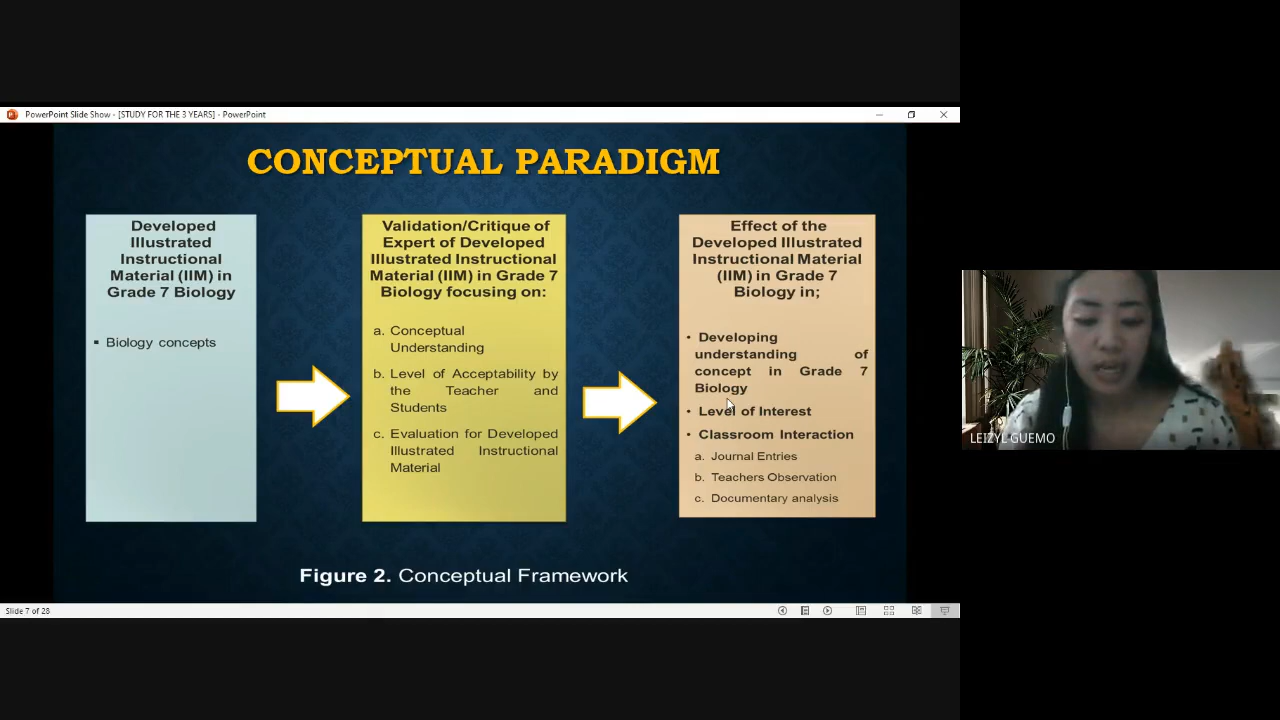 PowerPoint Slide Show - [STUDY FOR THE 3 YEARS] - PowerPoint
CONCEPTUAL PARADIGM
Developed
Illustrated
Instructional
Material (IIM) in
Grade 7 Biology
▪ Biology concepts
Validation/Critique of
Expert of Developed
Illustrated Instructional
Material (IIM) in Grade 7
Biology focusing on:
a. Conceptual
Understanding
b. Level of Acceptability by
the Teacher and
Students
c. Evaluation for Developed
Illustrated Instructional
Material
Effect of the
Developed Illustrated
Instructional Material
(IIM) in Grade 7
Biology in;
• Developing
understanding of
concept in Grade 7
Biology
• Level of Interest
• Classroom Interaction
a. Journal Entries
b. Teachers Observation
c. Documentary analysis
Figure 2. Conceptual Framework
Slide 7 of 28
LEIZYL GUEMO